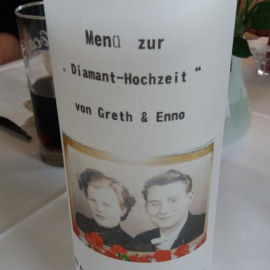 Menü zur
„ Diamant-Hochzeit "
von Greth & Enno